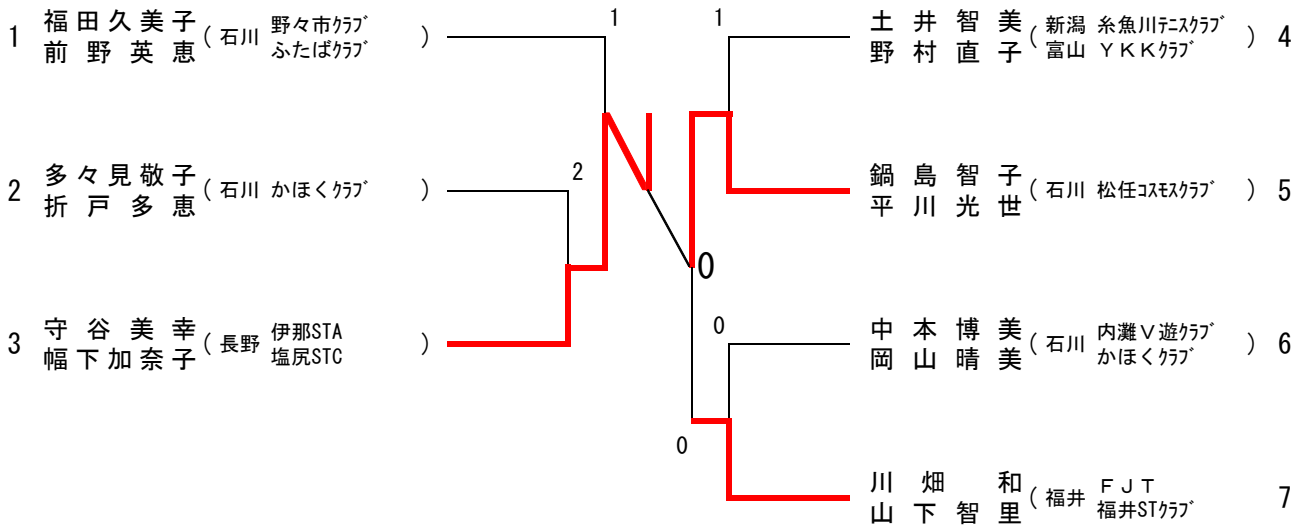 1 福田久美子 前野英恵 ( 石川 野々市ｸﾗﾌﾞ ふたばｸﾗﾌﾞ )
1
2 多々見敬子 折戸多恵 ( 石川 かほくｸﾗﾌﾞ )
2
3 守谷美幸 幅下加奈子 ( 長野 伊那STA 塩尻STC )
1
土井智美 野村直子 ( 新潟 糸魚川ﾃﾆｽｸﾗﾌﾞ 富山 ＹＫＫｸﾗﾌﾞ ) 4
鍋島智子 平川光世 ( 石川 松任ｺｽﾓｽｸﾗﾌﾞ ) 5
0
0
中本博美 岡山晴美 ( 石川 内灘Ｖ遊ｸﾗﾌﾞ かほくｸﾗﾌﾞ ) 6
0
川畑和 山下智里 ( 福井 ＦＪＴ 福井STｸﾗﾌﾞ 7